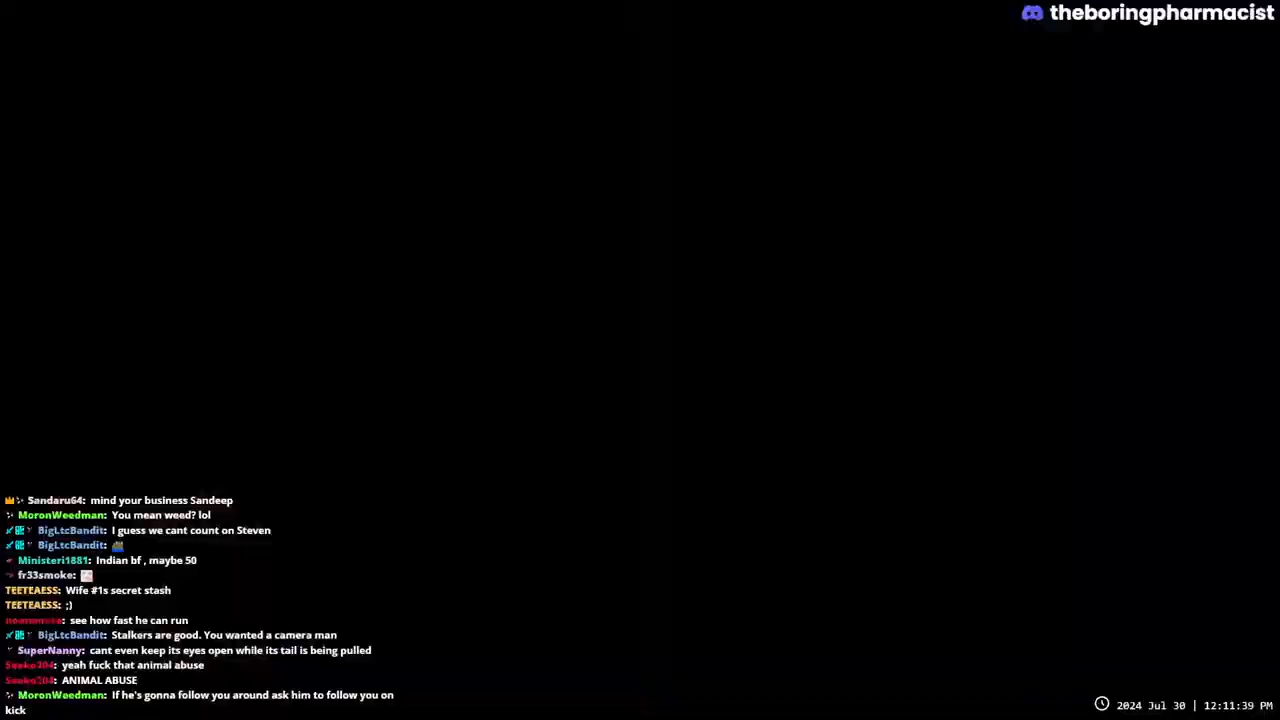 theboringpharmacist
Sandaru64: mind your business Sandeep
MoronWeedman: You mean weed? lol
BigLtcBandit: I guess we cant count on Steven
BigLtcBandit:
Ministeri1881: Indian bf , maybe 50
fr33smoke:
TEETEAESS: Wife #1s secret stash
TEETEAESS: ;)
see how fast he can run
BigLtcBandit: Stalkers are good. You wanted a camera man
SuperNanny: cant even keep its eyes open while its tail is being pulled
yeah fuck that animal abuse
ANIMAL ABUSE
MoronWeedman: If he's gonna follow you around ask him to follow you on
kick
2024 Jul 30 | 12:11:39 PM